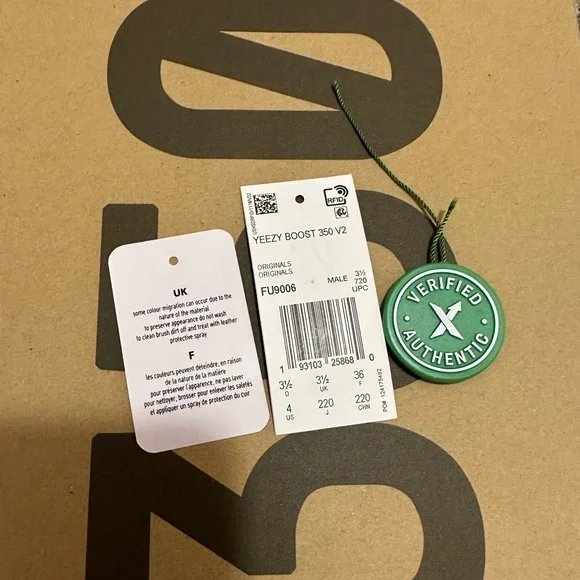 350
UK
some colour migration can occur due to the
nature of the material
to preserve appearance do not wash
to clean brush dirt off and treat with leather
protective spray
F
les couleurs peuvent déteindre, en raison
de la nature de la matière
pour préserver l'apparence, ne pas laver
pour nettoyer, brosser pour enlever les saletés
et appliquer un spray de protection du cuir
RFID
YEEZY BOOST 350 V2
ORIGINALS
ORIGINALS
FU9006
MALE
3½
720
UPC
1 93103 25868 0
3½ 3½ 36
D UK F
4 220 220
US J CHN
PO#: 124175492
VERIFIED
X
AUTHENTIC